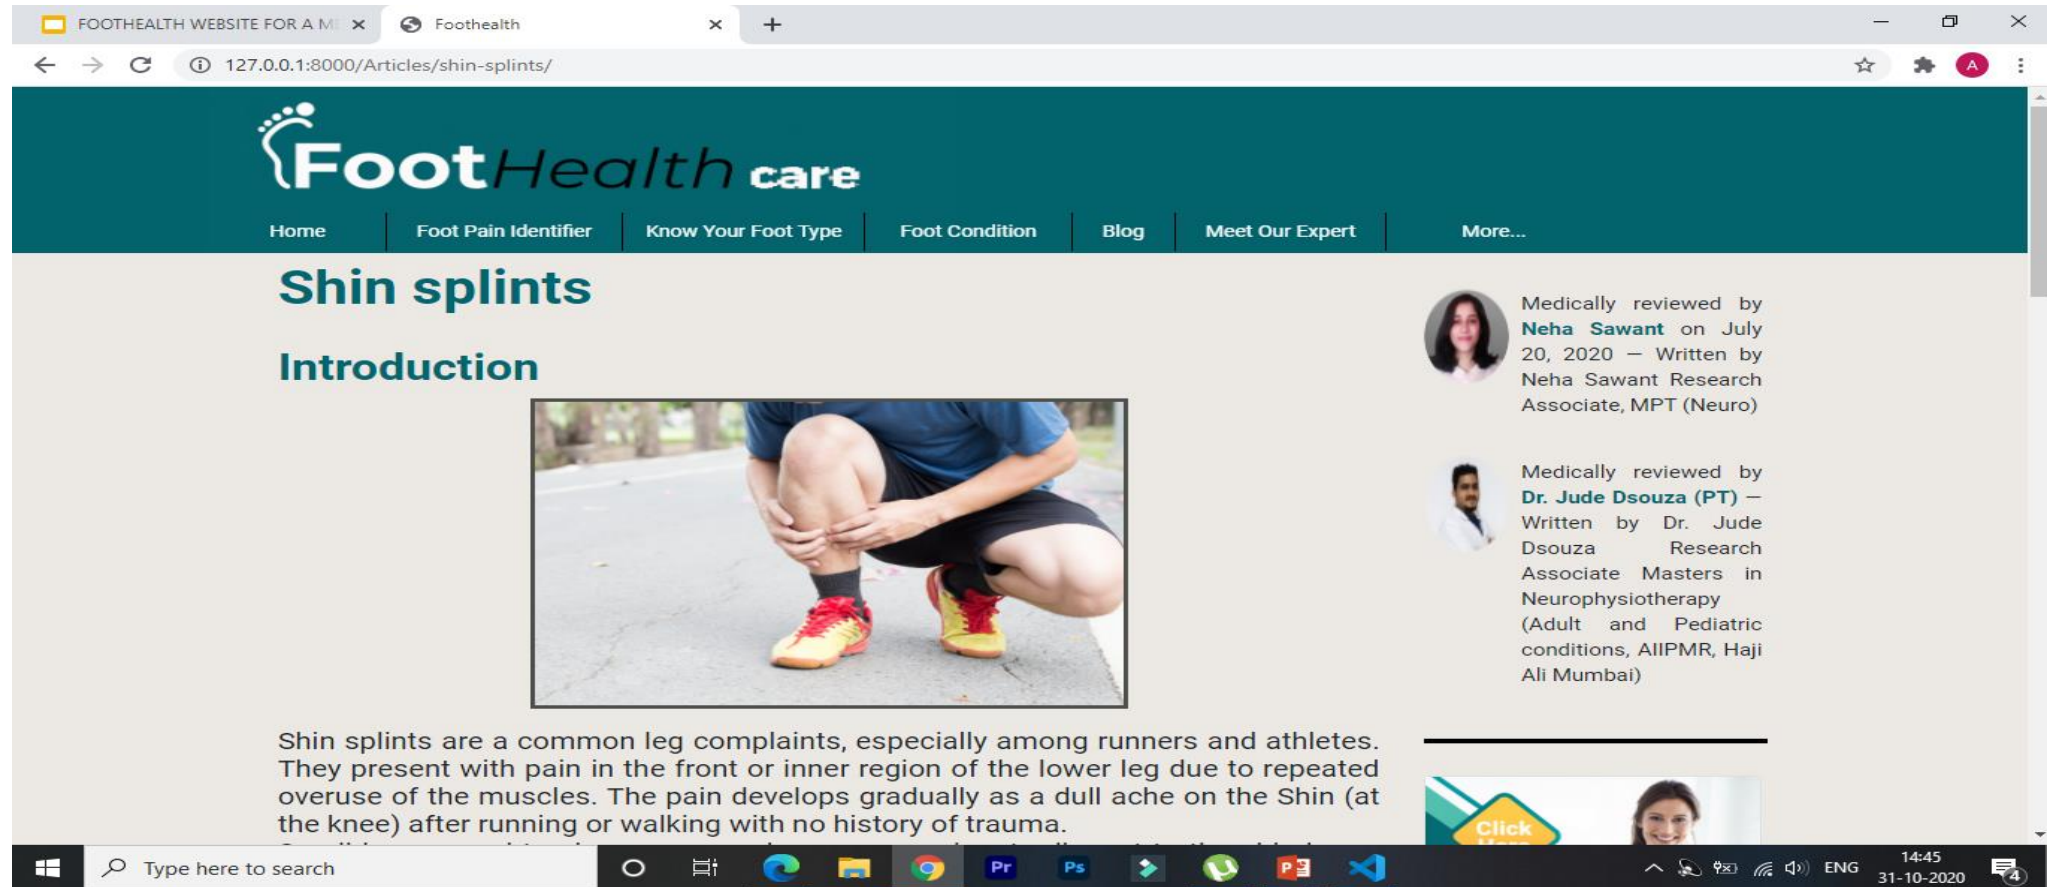 FOOTHEALTH WEBSITE FOR A M
Foothealth
127.0.0.1:8000/Articles/shin-splints/
A
FootHealth care
Home Foot Pain Identifier Know Your Foot Type Foot Condition Blog Meet Our Expert More...
Shin splints
Introduction
Shin splints are a common leg complaints, especially among runners and athletes.
They present with pain in the front or inner region of the lower leg due to repeated
overuse of the muscles. The pain develops gradually as a dull ache on the Shin (at
the knee) after running or walking with no history of trauma.
Medically reviewed by
Neha Sawant on July
20, 2020 — Written by
Neha Sawant Research
Associate, MPT (Neuro)
Medically reviewed by
Dr. Jude Dsouza (PT) —
Written by Dr. Jude
Dsouza Research
Associate Masters in
Neurophysiotherapy
(Adult and Pediatric
conditions, AIIPMR, Haji
Ali Mumbai)
Click
Type here to search
Pr
Ps
ENG
14:45
31-10-2020
4